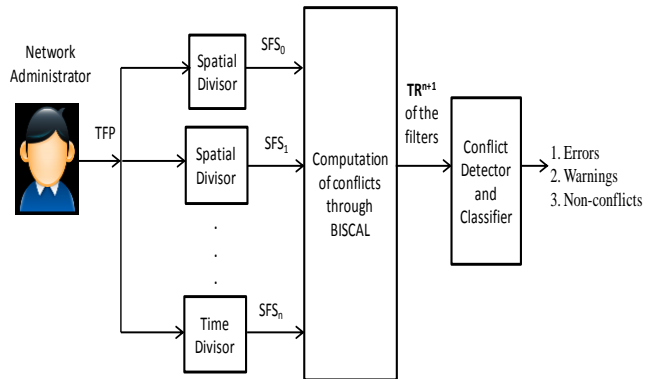 Network
Administrator
TFP
Spatial
Divisor
SFS₀
Spatial
Divisor
SFS₁
.
.
.
Time
Divisor
SFSₙ
Computation
of conflicts
through
BISCAL
TRⁿ⁺¹
of the
filters
Conflict
Detector
and
Classifier
1. Errors
2. Warnings
3. Non-conflicts